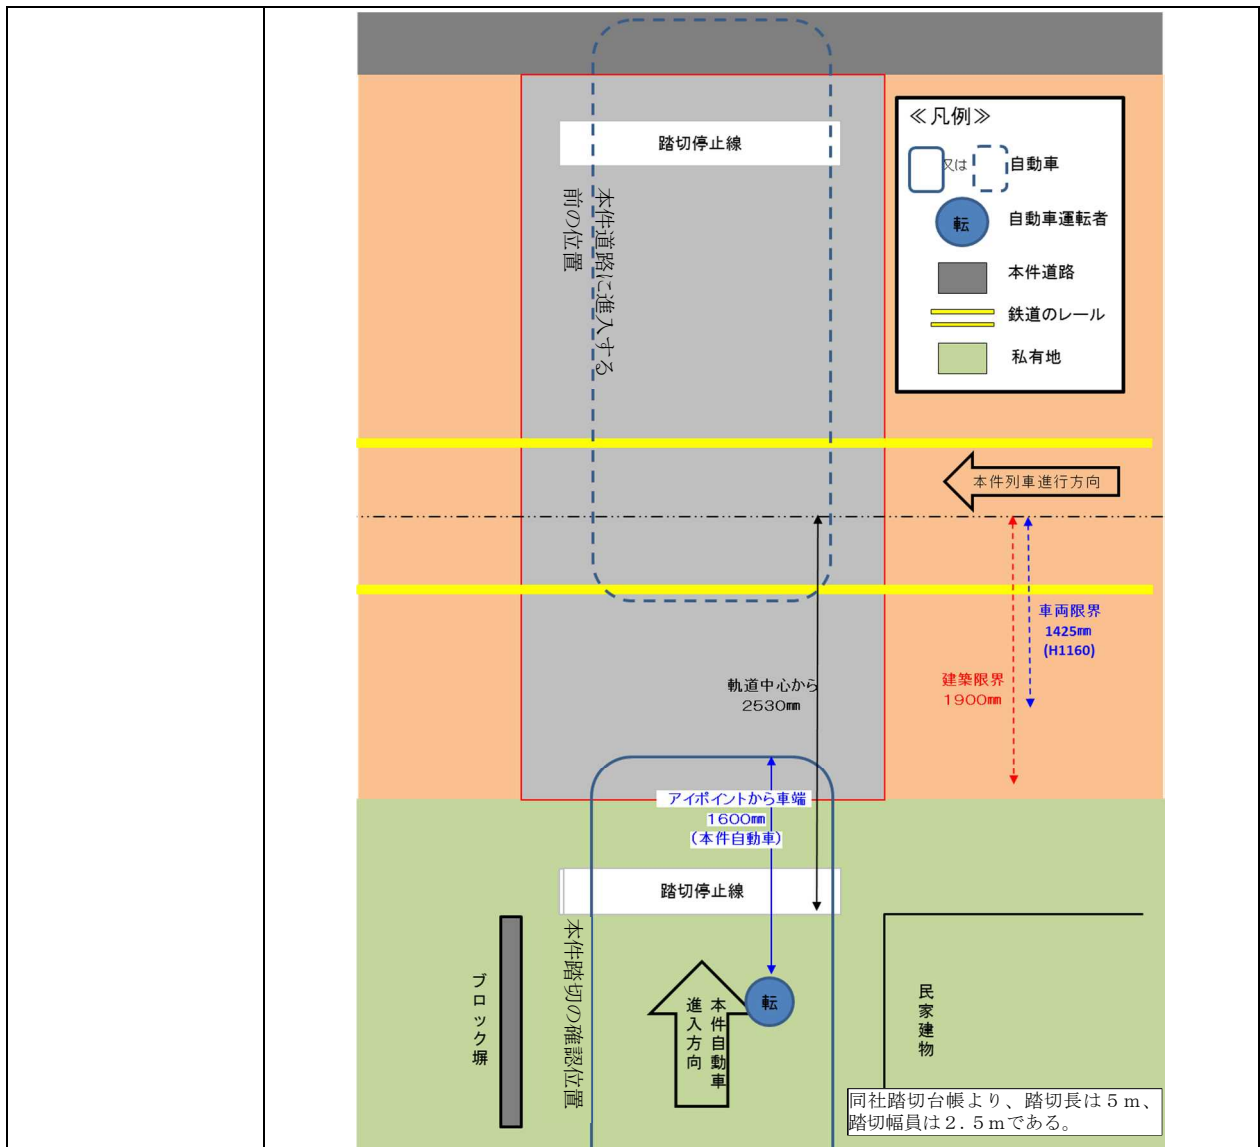 踏切停止線
≪凡例≫
又は
自動車
転
自動車運転者
本件道路
鉄道のレール
私有地
本件道路に進入する
前の位置
本件列車進行方向
車両限界
1425㎜
(H1160)
建築限界
1900㎜
軌道中心から
2530㎜
アイポイントから車端
1600㎜
(本件自動車)
踏切停止線
ブロック塀
本件踏切の確認位置
本件自動車
進入方向
転
民家建物
同社踏切台帳より、踏切長は5m、
踏切幅員は2.5mである。